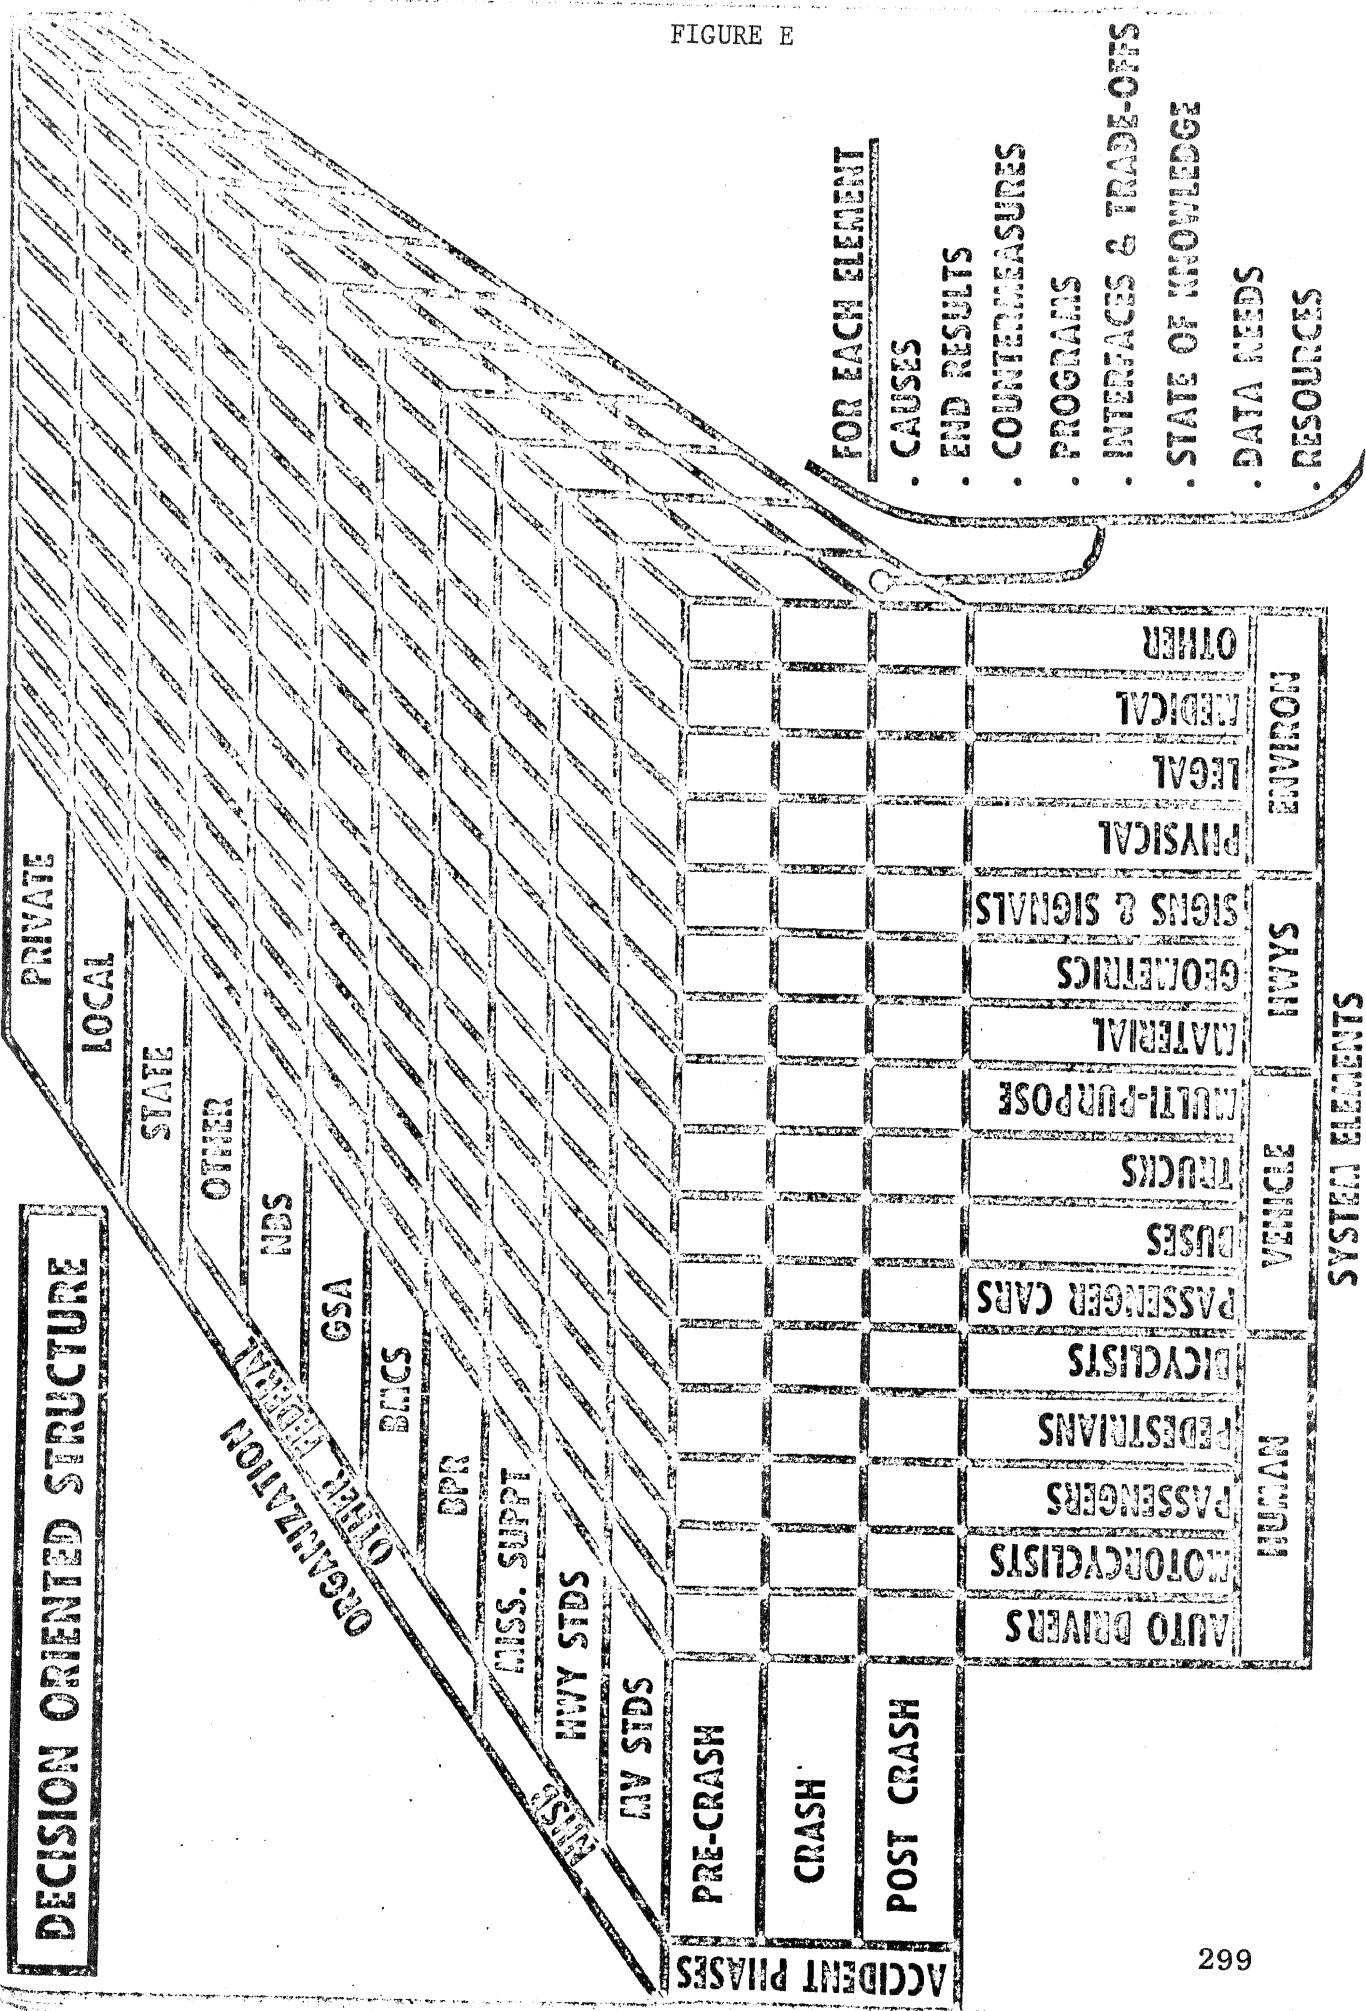 FIGURE E
DECISION ORIENTED STRUCTURE
ORGANIZATION
PRIVATE
LOCAL
STATE
OTHER FEDERAL
OTHER
NBS
GSA
BMCS
BPR
NHSB
MISS. SUPPT
HWY STDS
MV STDS
ACCIDENT PHASES
PRE-CRASH
CRASH
POST CRASH
AUTO DRIVERS
MOTORCYCLISTS
PASSENGERS
PEDESTRIANS
BICYCLISTS
PASSENGER CARS
BUSES
TRUCKS
MULTI-PURPOSE
MATERIAL
GEOMETRICS
SIGNS & SIGNALS
PHYSICAL
LEGAL
MEDICAL
OTHER
HUMAN
VEHICLE
HWYS
ENVIRON
SYSTEM ELEMENTS
FOR EACH ELEMENT
. CAUSES
. END RESULTS
. COUNTERMEASURES
. PROGRAMS
. INTERFACES & TRADE-OFFS
. STATE OF KNOWLEDGE
. DATA NEEDS
. RESOURCES
299